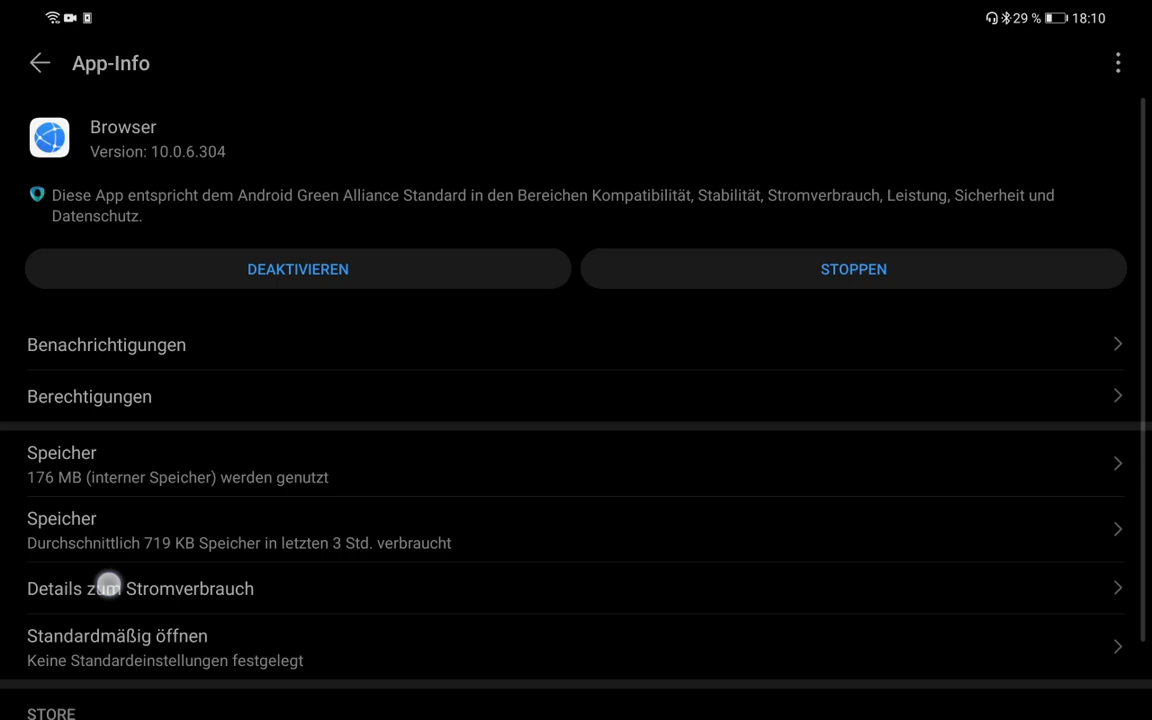 29 % 18:10
App-Info
Browser
Version: 10.0.6.304
Diese App entspricht dem Android Green Alliance Standard in den Bereichen Kompatibilität, Stabilität, Stromverbrauch, Leistung, Sicherheit und
Datenschutz.
DEAKTIVIEREN
STOPPEN
Benachrichtigungen
Berechtigungen
Speicher
176 MB (interner Speicher) werden genutzt
Speicher
Durchschnittlich 719 KB Speicher in letzten 3 Std. verbraucht
Details zum Stromverbrauch
Standardmäßig öffnen
Keine Standardeinstellungen festgelegt
STORE